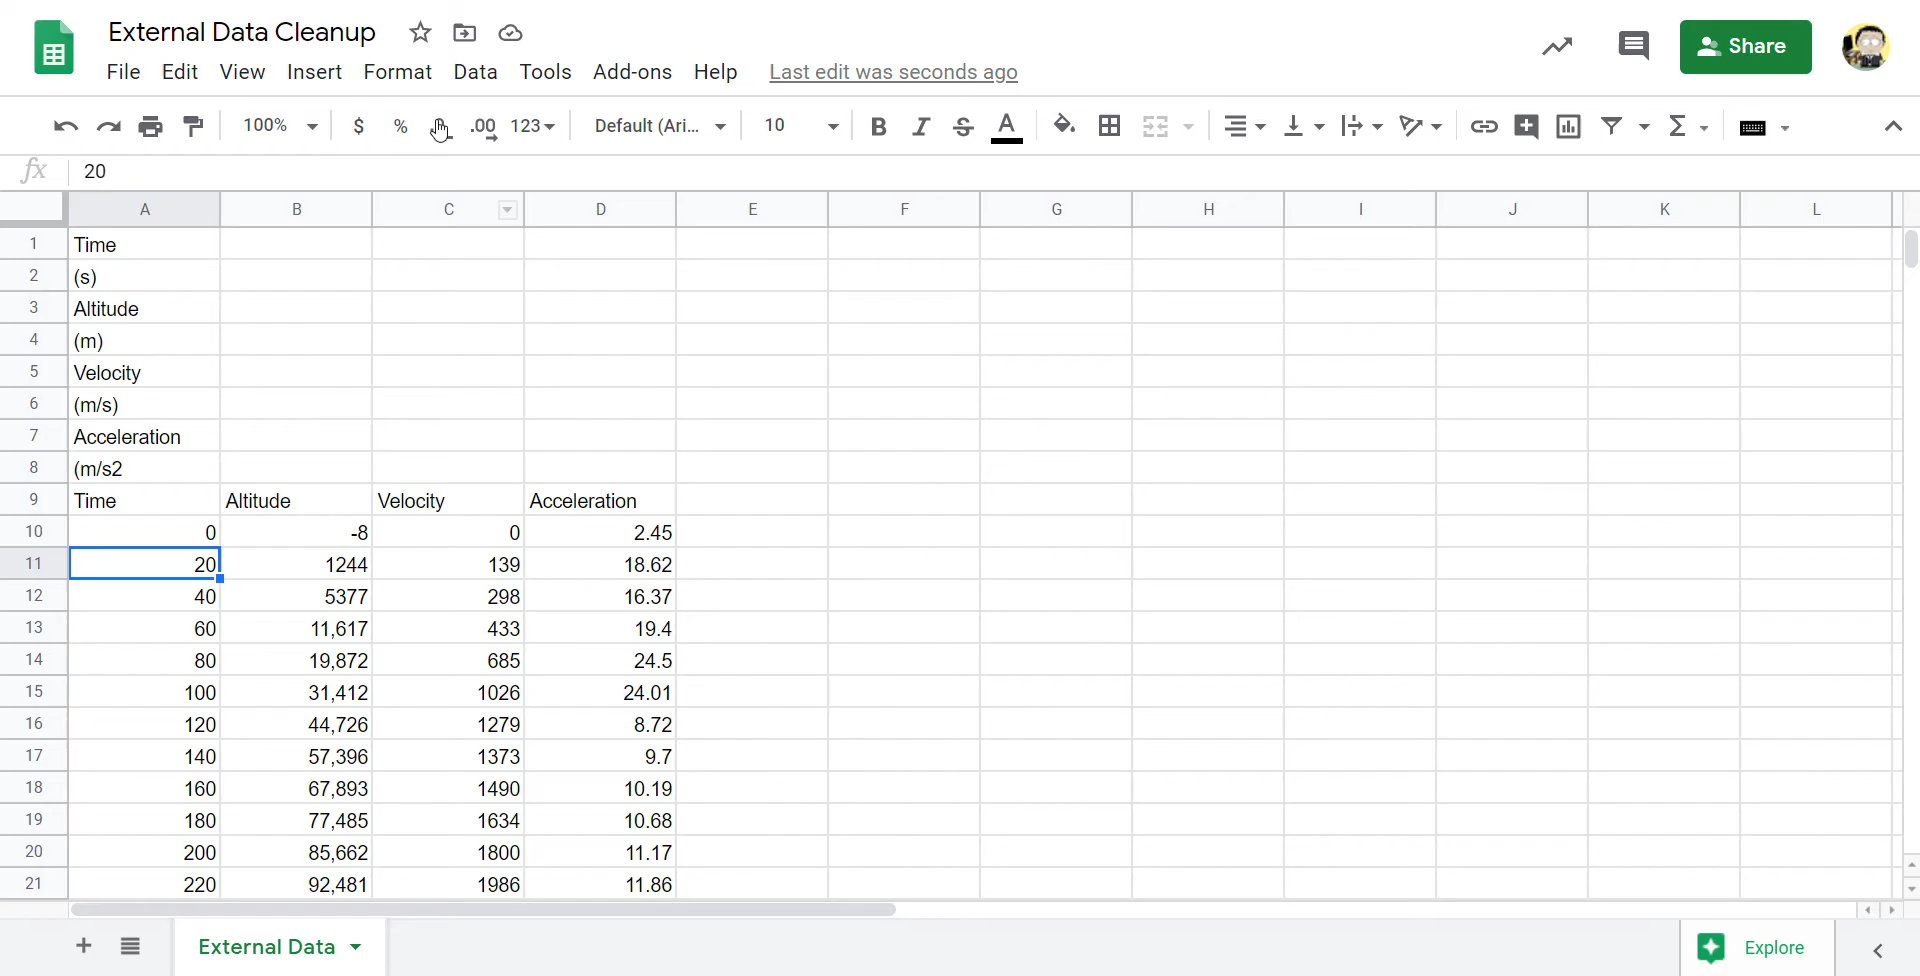 External Data Cleanup
File Edit View Insert Format Data Tools Add-ons Help Last edit was seconds ago
Share
100% $ % .00 123 Default (Ari... 10 B I S A Σ
fx 20
A B C D E F G H I J K L
1 Time
2 (s)
3 Altitude
4 (m)
5 Velocity
6 (m/s)
7 Acceleration
8 (m/s2
9 Time Altitude Velocity Acceleration
10 0 -8 0 2.45
11 20 1244 139 18.62
12 40 5377 298 16.37
13 60 11,617 433 19.4
14 80 19,872 685 24.5
15 100 31,412 1026 24.01
16 120 44,726 1279 8.72
17 140 57,396 1373 9.7
18 160 67,893 1490 10.19
19 180 77,485 1634 10.68
20 200 85,662 1800 11.17
21 220 92,481 1986 11.86
External Data
Explore